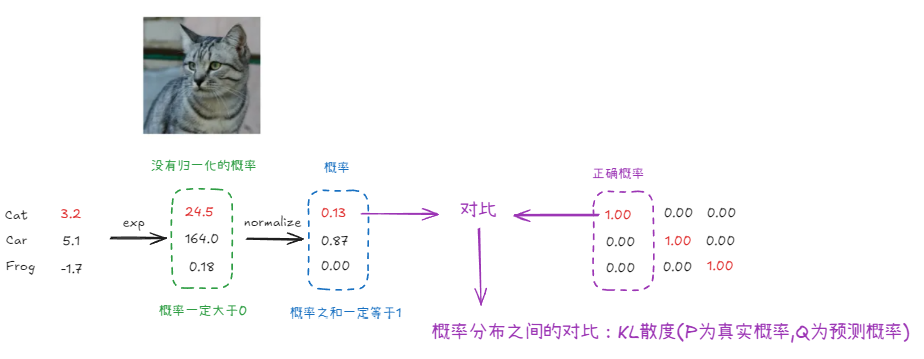 没有归一化的概率
概率
正确概率
Cat 3.2 24.5 0.13 1.00 0.00 0.00
exp normalize 对比
Car 5.1 164.0 0.87 0.00 1.00 0.00
Frog -1.7 0.18 0.00 0.00 0.00 1.00
概率一定大于0
概率之和一定等于1
概率分布之间的对比：KL散度(P为真实概率,Q为预测概率)